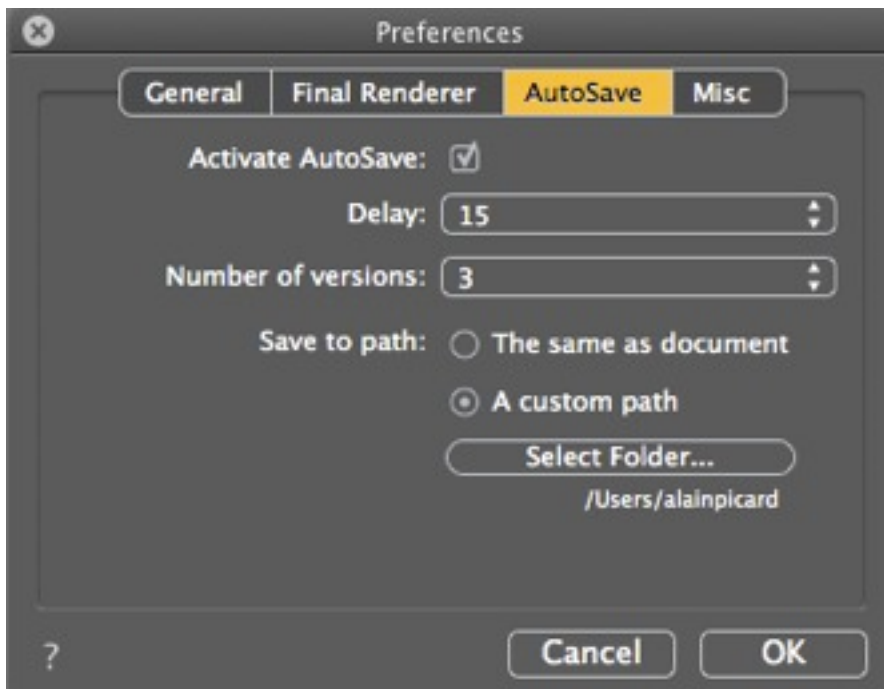 Preferences
General Final Renderer AutoSave Misc
Activate AutoSave:
Delay: 15
Number of versions: 3
Save to path: The same as document
A custom path
Select Folder...
/Users/alainpicard
? Cancel OK